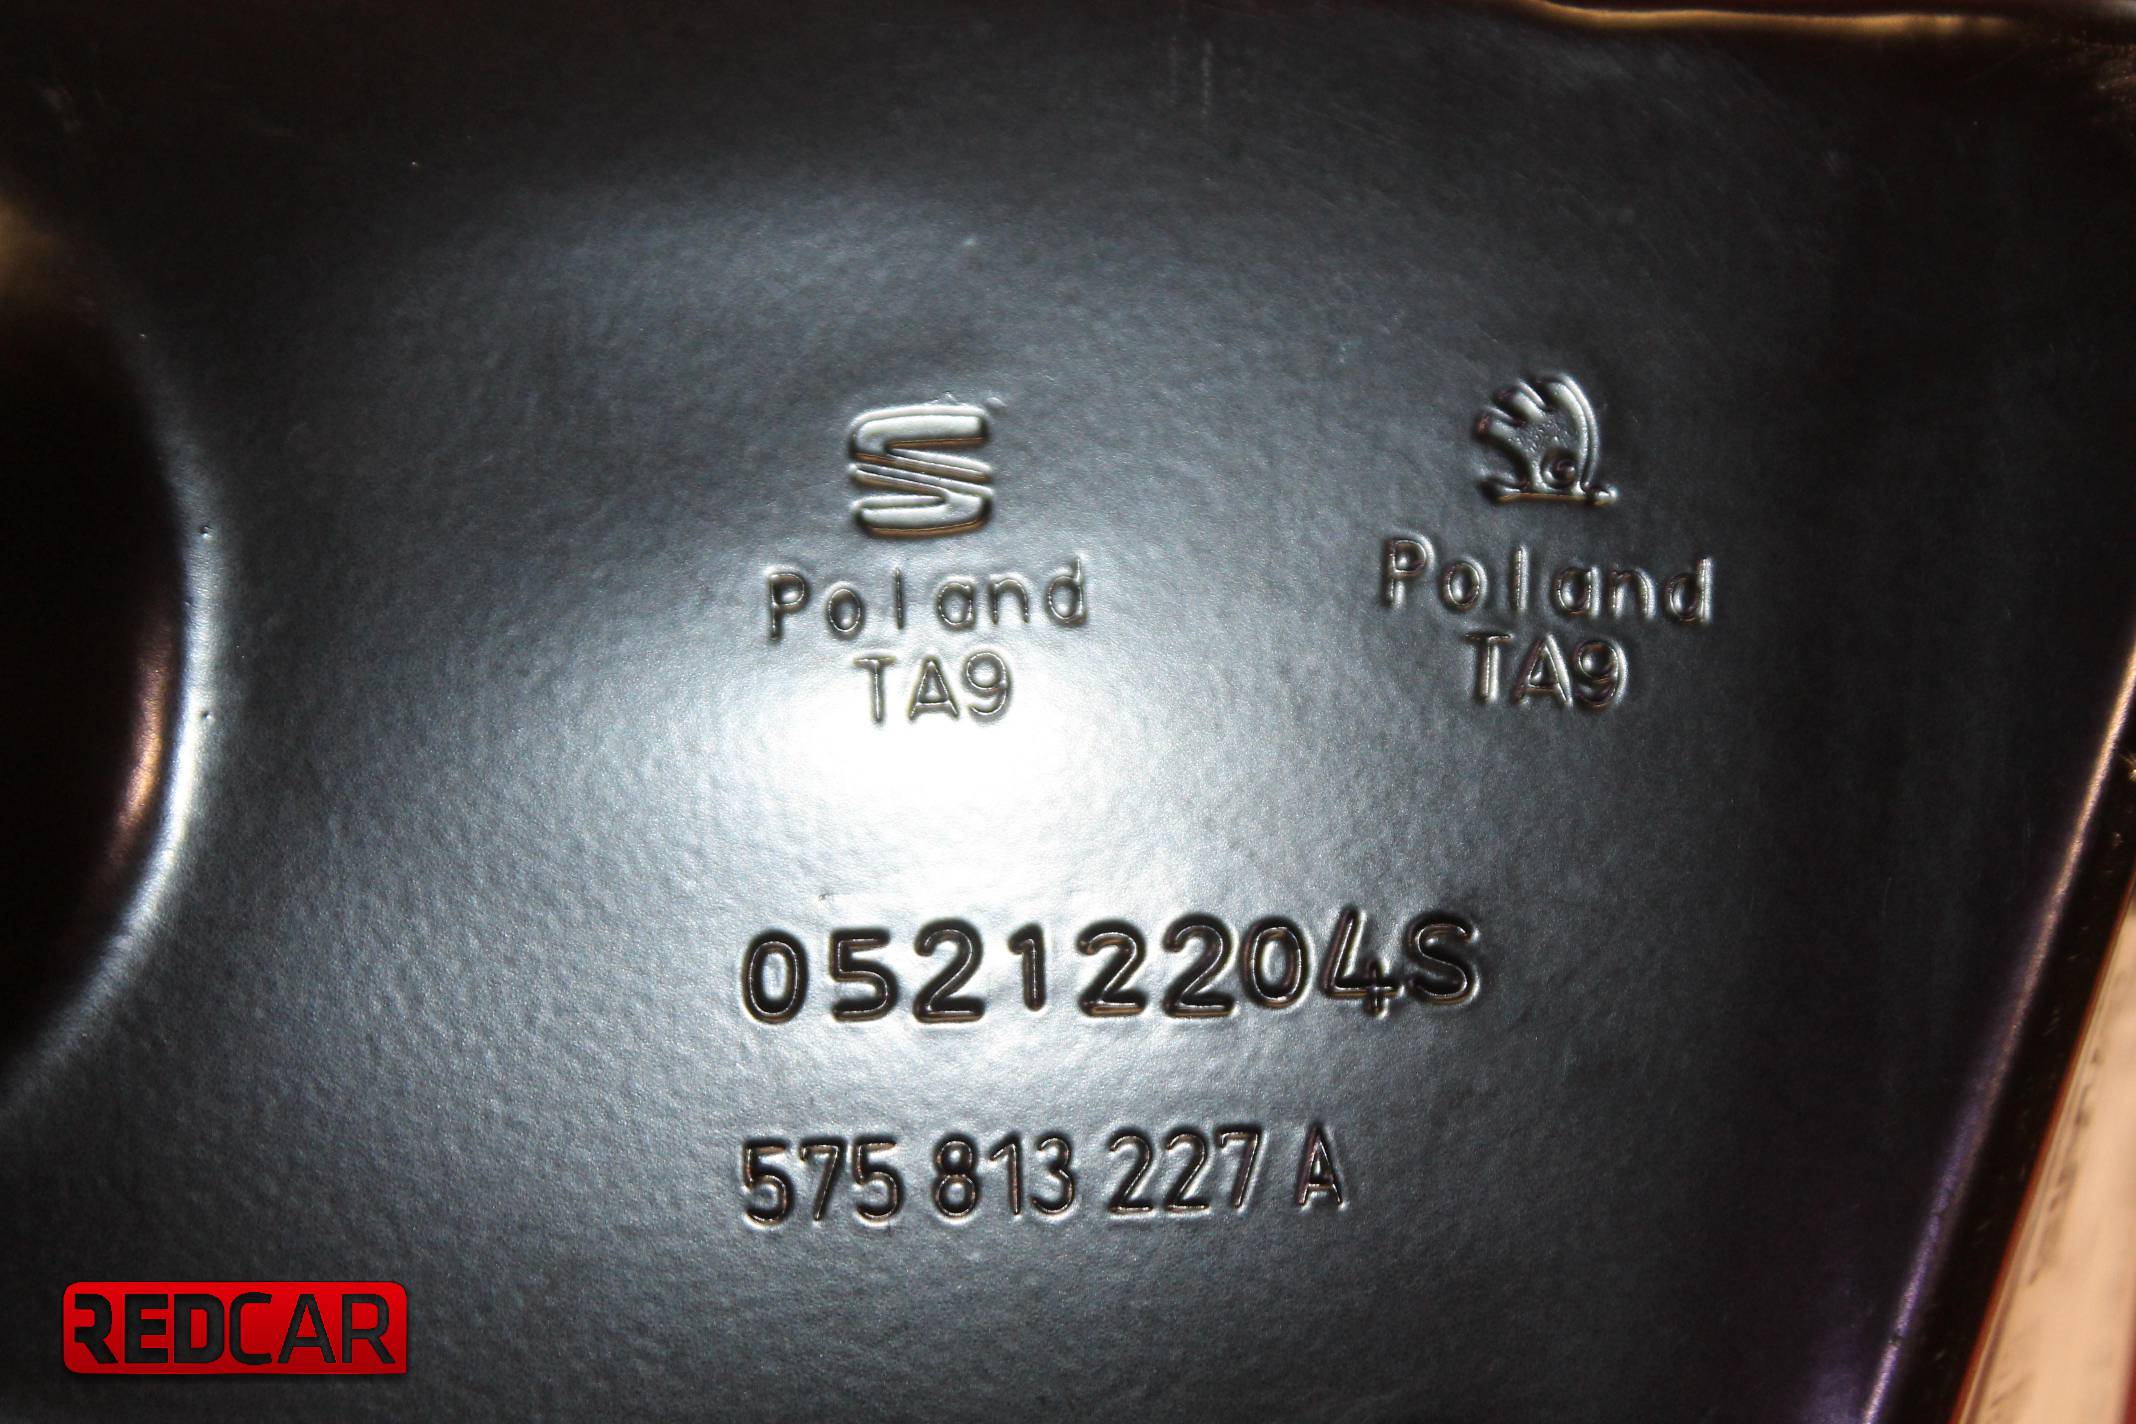 Poland
TA9
Poland
TA9
05212204S
575 813 227 A
REDCAR